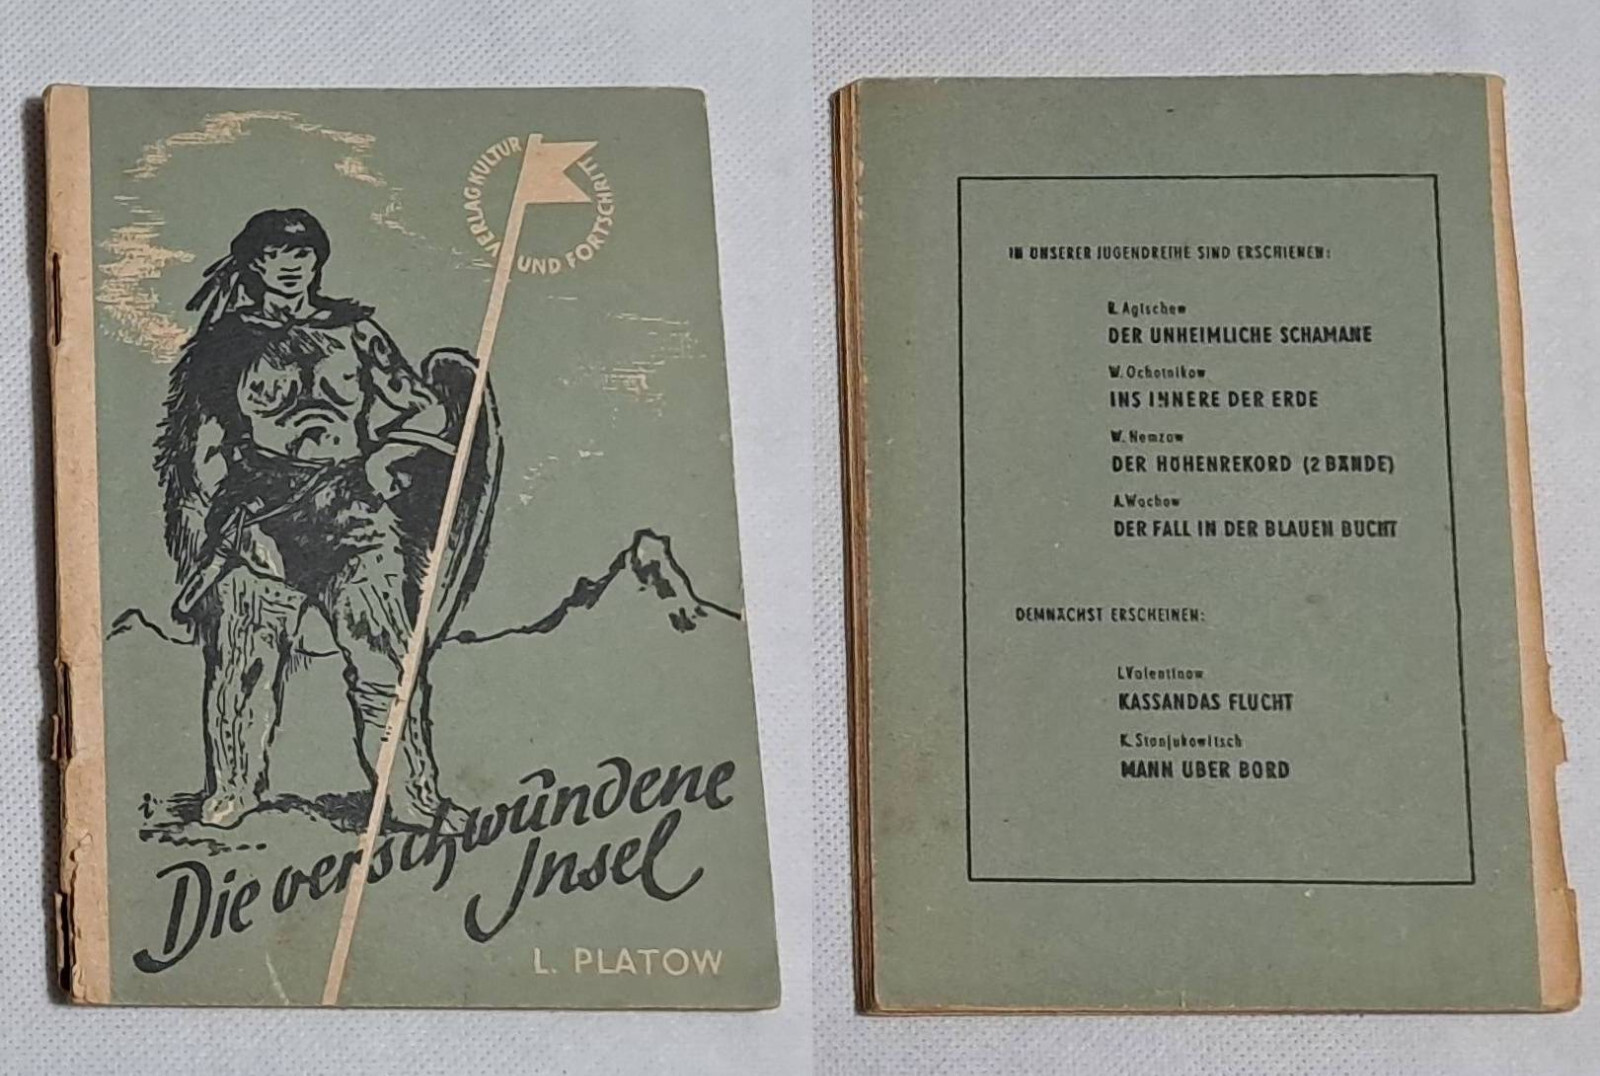 VERLAG KULTUR
UND FORTSCHRITT
Die verschwundene
Insel
L. PLATOW
IN UNSERER JUGENDREIHE SIND ERSCHIENEN:
R. Agischew
DER UNHEIMLICHE SCHAMANE
W. Ochotnikow
INS INNERE DER ERDE
W. Nemzow
DER HÖHENREKORD (2 BÄNDE)
A. Wachow
DER FALL IN DER BLAUEN BUCHT
DEMNÄCHST ERSCHEINEN:
I. Valentinow
KASSANDAS FLUCHT
K. Stanjukowitsch
MANN ÜBER BORD